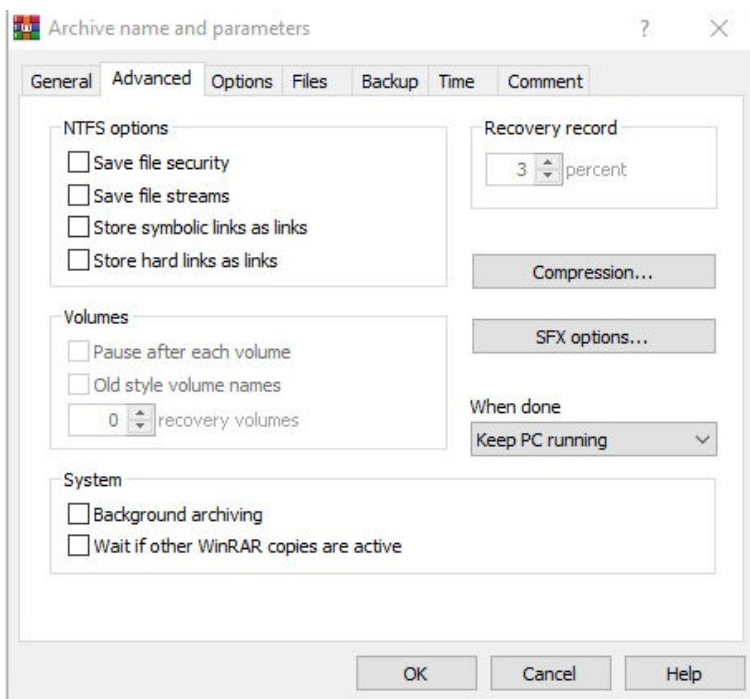 Archive name and parameters ?
General Advanced Options Files Backup Time Comment
NTFS options
Save file security
Save file streams
Store symbolic links as links
Store hard links as links
Recovery record
3 percent
Compression...
SFX options...
Volumes
Pause after each volume
Old style volume names
0 recovery volumes
When done
Keep PC running
System
Background archiving
Wait if other WinRAR copies are active
OK Cancel Help